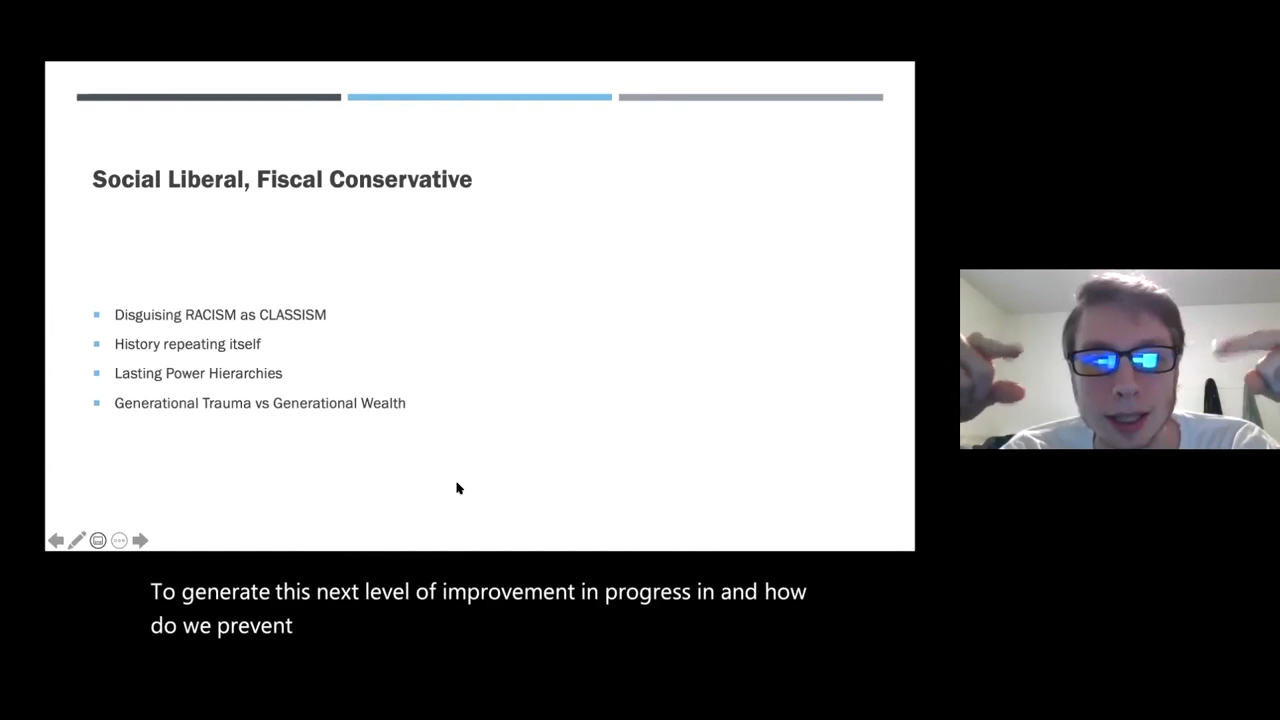 Social Liberal, Fiscal Conservative
Disguising RACISM as CLASSISM
History repeating itself
Lasting Power Hierarchies
Generational Trauma vs Generational Wealth
To generate this next level of improvement in progress in and how
do we prevent